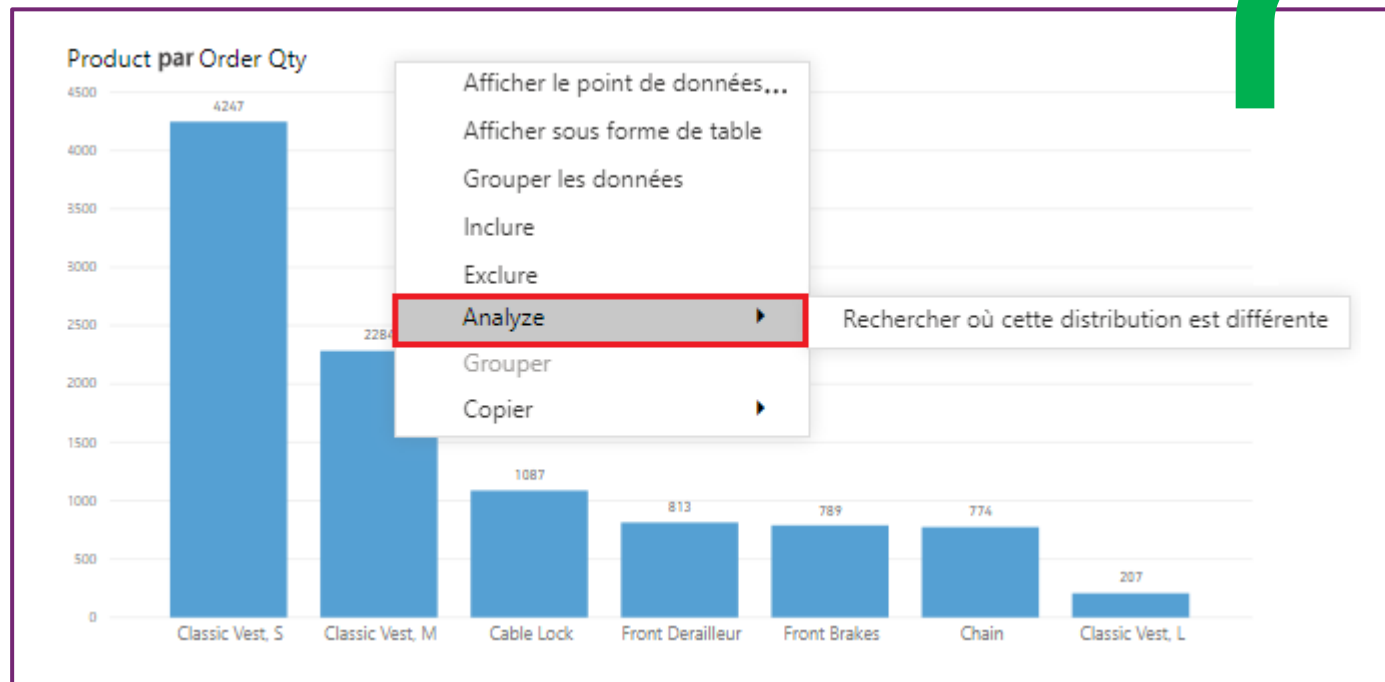 Product par Order Qty
4500
4000
3500
3000
2500
2000
1500
1000
500
0
4247
2284
1087
813
789
774
207
Classic Vest, S
Classic Vest, M
Cable Lock
Front Derailleur
Front Brakes
Chain
Classic Vest, L
Afficher le point de données...
Afficher sous forme de table
Grouper les données
Inclure
Exclure
Analyze
Rechercher où cette distribution est différente
Grouper
Copier